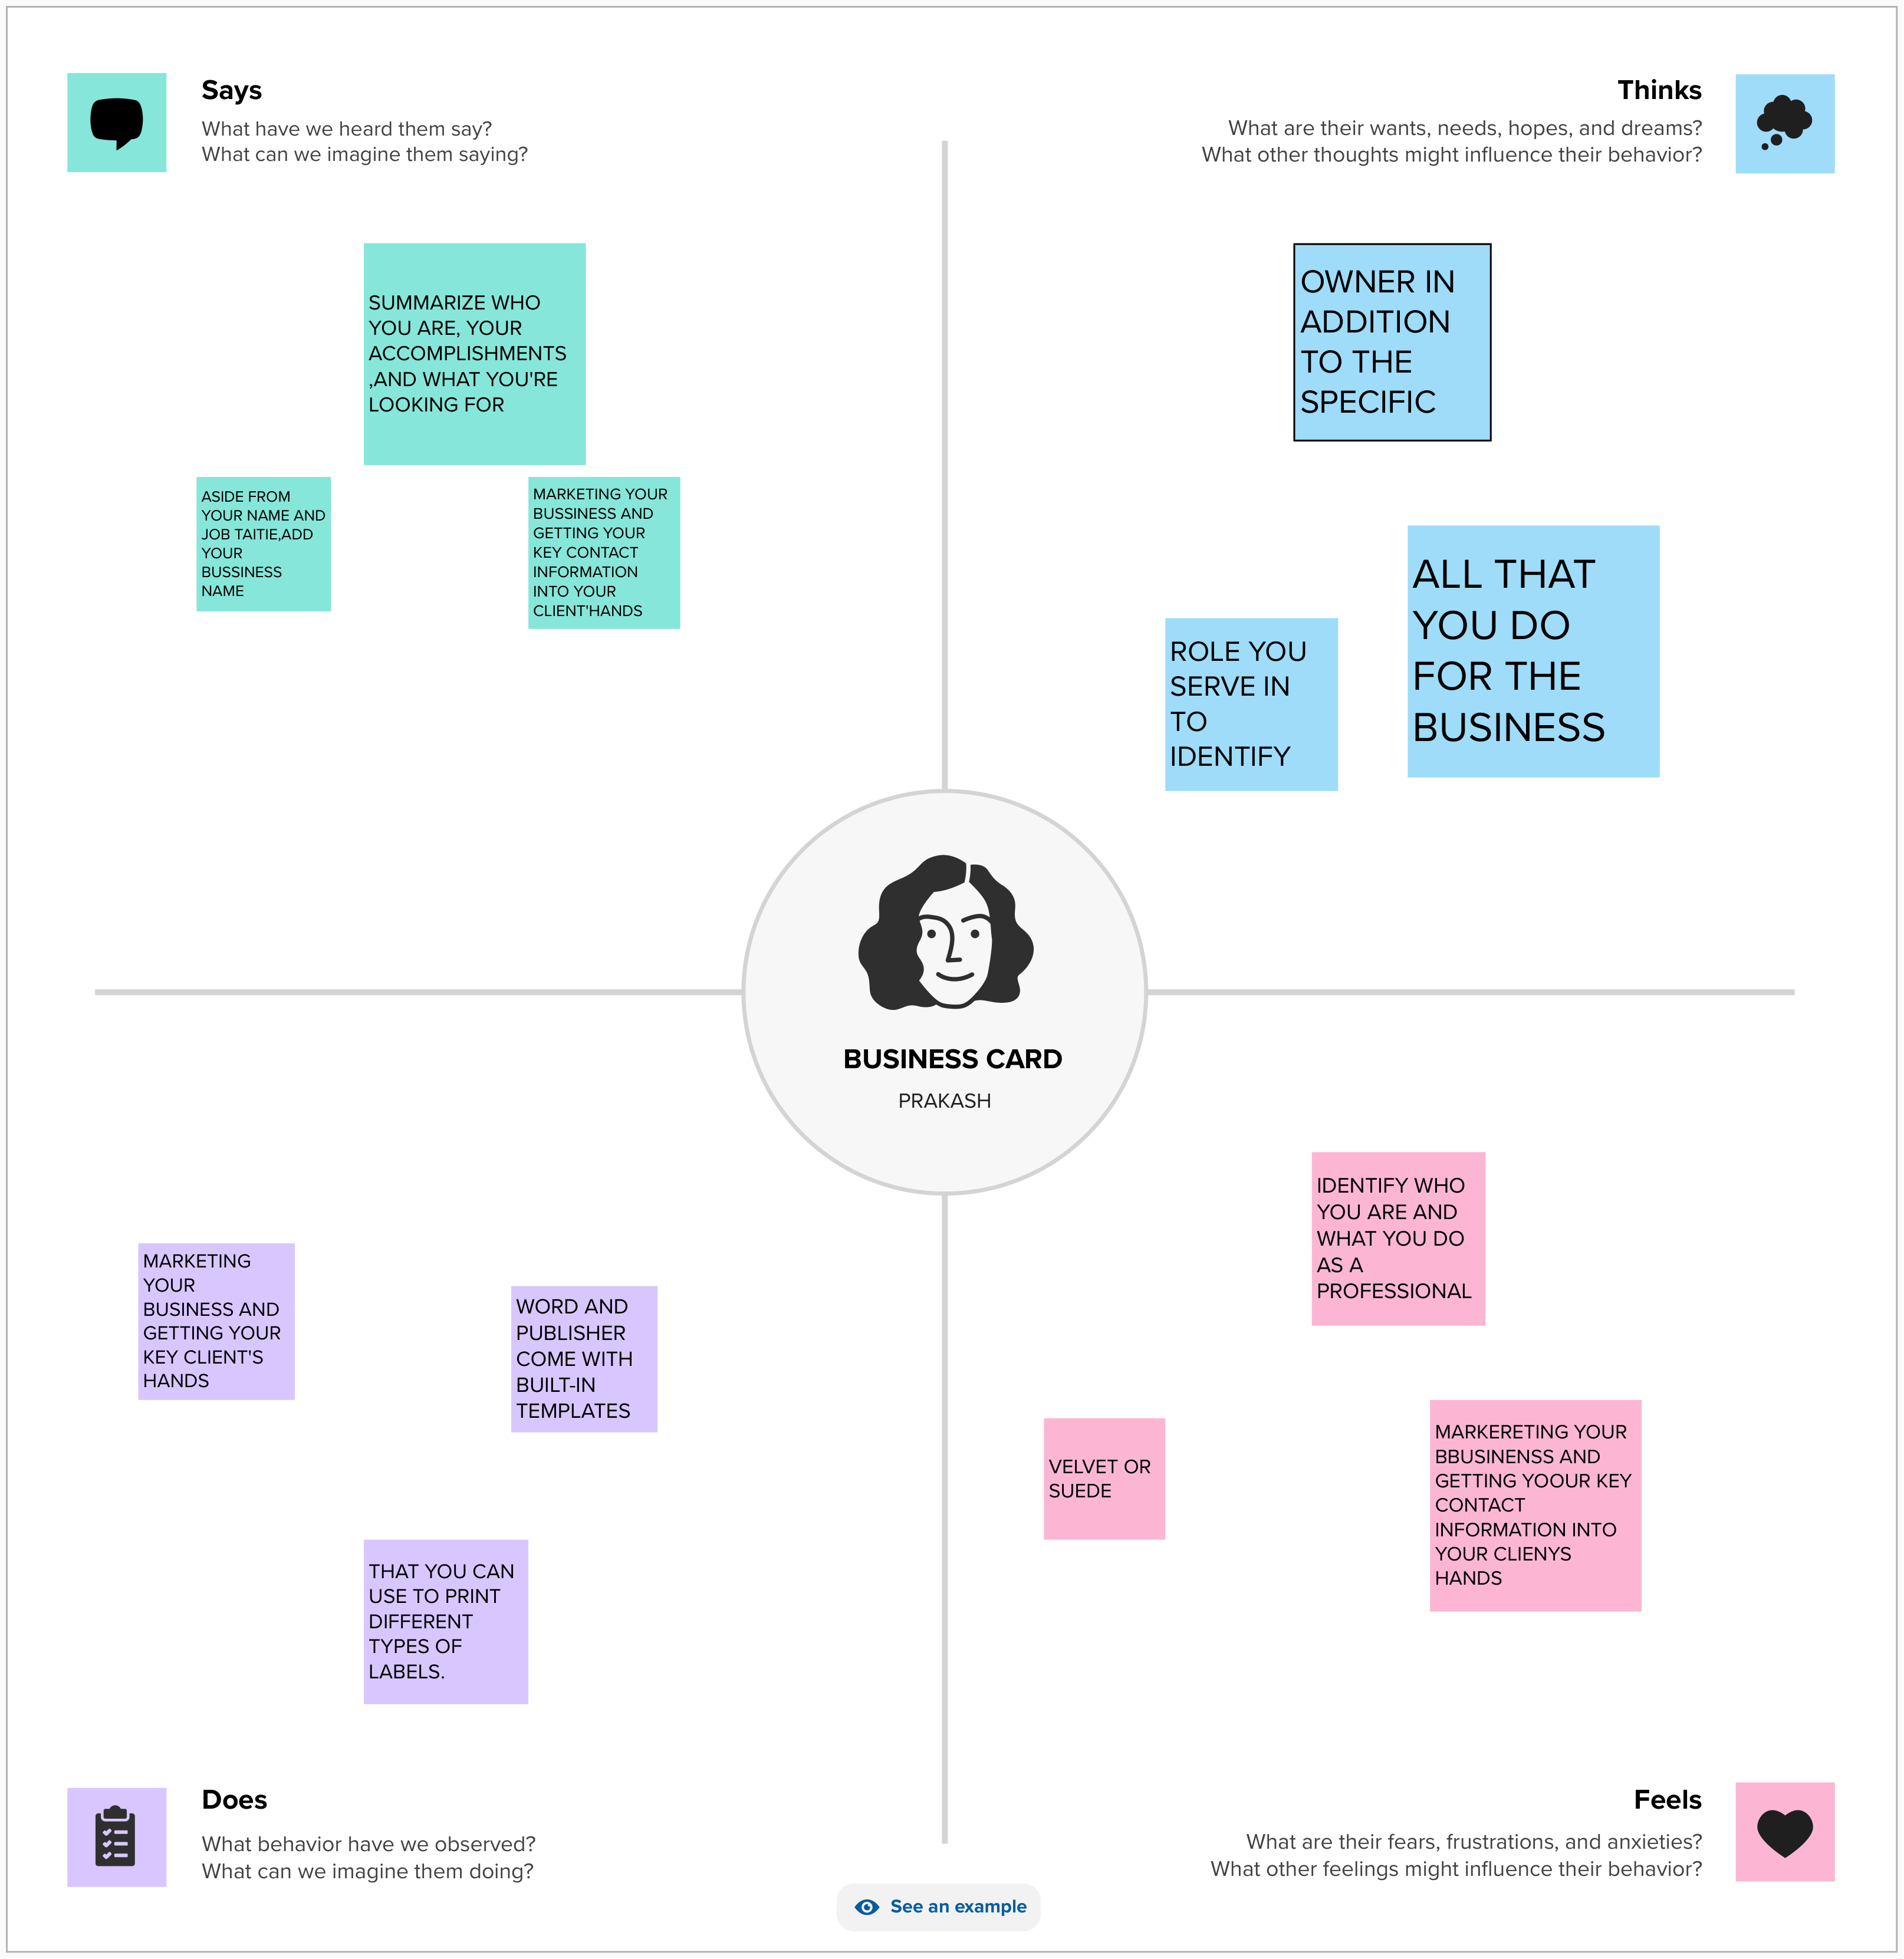 Says
What have we heard them say?
What can we imagine them saying?
Thinks
What are their wants, needs, hopes, and dreams?
What other thoughts might influence their behavior?
SUMMARIZE WHO
YOU ARE, YOUR
ACCOMPLISHMENTS
,AND WHAT YOU'RE
LOOKING FOR
ASIDE FROM
YOUR NAME AND
JOB TAITIE,ADD
YOUR
BUSSINESS
NAME
MARKETING YOUR
BUSSINESS AND
GETTING YOUR
KEY CONTACT
INFORMATION
INTO YOUR
CLIENT'HANDS
OWNER IN
ADDITION
TO THE
SPECIFIC
ROLE YOU
SERVE IN
TO
IDENTIFY
ALL THAT
YOU DO
FOR THE
BUSINESS
BUSINESS CARD
PRAKASH
MARKETING
YOUR
BUSINESS AND
GETTING YOUR
KEY CLIENT'S
HANDS
WORD AND
PUBLISHER
COME WITH
BUILT-IN
TEMPLATES
THAT YOU CAN
USE TO PRINT
DIFFERENT
TYPES OF
LABELS.
IDENTIFY WHO
YOU ARE AND
WHAT YOU DO
AS A
PROFESSIONAL
VELVET OR
SUEDE
MARKERETING YOUR
BBUSINENSS AND
GETTING YOOUR KEY
CONTACT
INFORMATION INTO
YOUR CLIENYS
HANDS
Does
What behavior have we observed?
What can we imagine them doing?
Feels
What are their fears, frustrations, and anxieties?
What other feelings might influence their behavior?
See an example